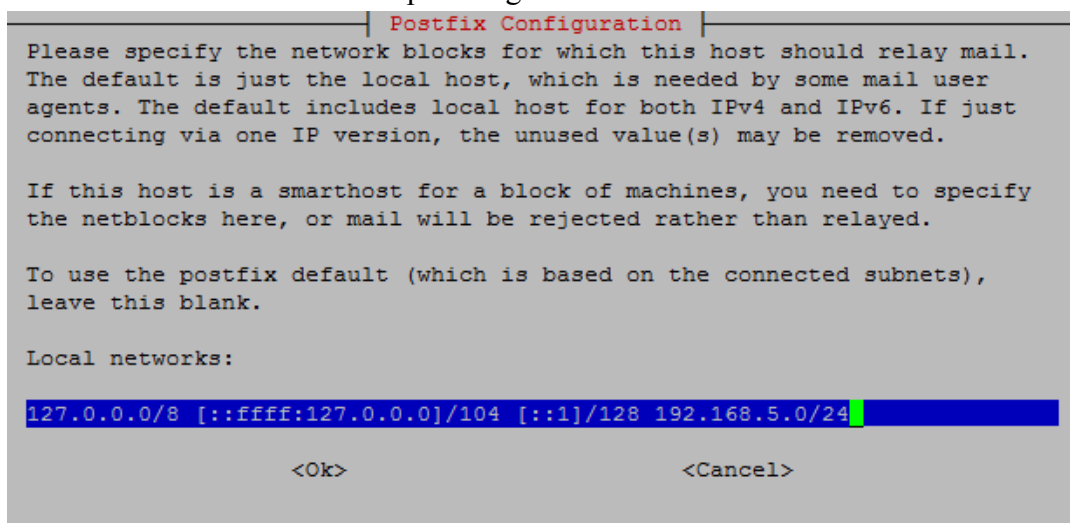 Postfix Configuration
Please specify the network blocks for which this host should relay mail.
The default is just the local host, which is needed by some mail user
agents. The default includes local host for both IPv4 and IPv6. If just
connecting via one IP version, the unused value(s) may be removed.
If this host is a smarthost for a block of machines, you need to specify
the netblocks here, or mail will be rejected rather than relayed.
To use the postfix default (which is based on the connected subnets),
leave this blank.
Local networks:
127.0.0.0/8 [::ffff:127.0.0.0]/104 [::1]/128 192.168.5.0/24
<Ok> <Cancel>